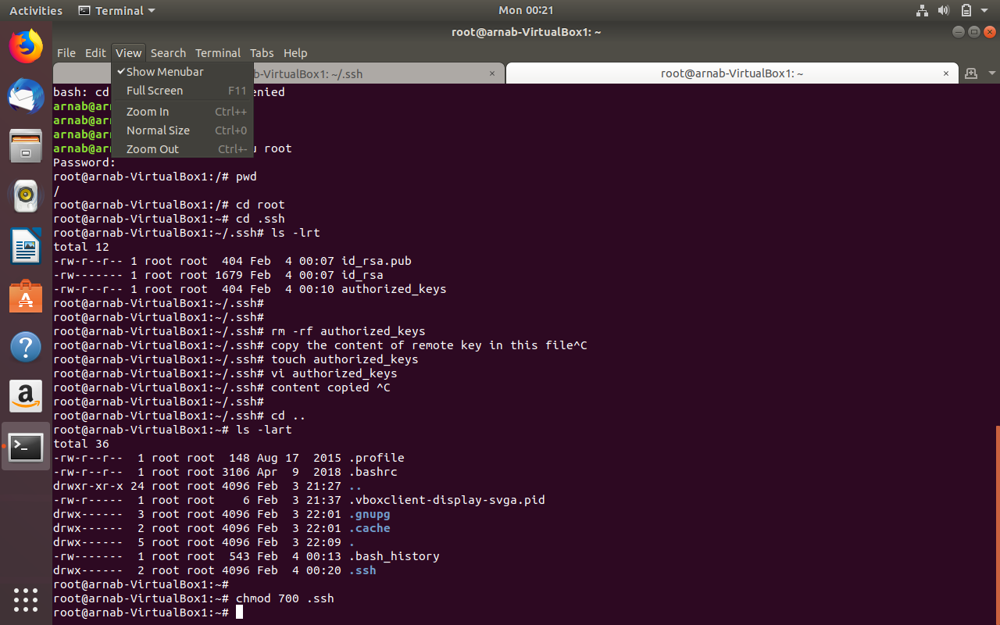 Activities Terminal Mon 00:21
root@arnab-VirtualBox1: ~
File Edit View Search Terminal Tabs Help
b-VirtualBox1: ~/.ssh × root@arnab-VirtualBox1: ~ ×
Show Menubar
Full Screen F11
Zoom In Ctrl++
Normal Size Ctrl+0
Zoom Out Ctrl+-
bash: cd enied
arnab@ar
arnab@ar
arnab@ar
arnab@ar root
Password:
root@arnab-VirtualBox1:/# pwd
/
root@arnab-VirtualBox1:/# cd root
root@arnab-VirtualBox1:~# cd .ssh
root@arnab-VirtualBox1:~/.ssh# ls -lrt
total 12
-rw-r--r-- 1 root root  404 Feb  4 00:07 id_rsa.pub
-rw------- 1 root root 1679 Feb  4 00:07 id_rsa
-rw-r--r-- 1 root root  404 Feb  4 00:10 authorized_keys
root@arnab-VirtualBox1:~/.ssh#
root@arnab-VirtualBox1:~/.ssh#
root@arnab-VirtualBox1:~/.ssh# rm -rf authorized_keys
root@arnab-VirtualBox1:~/.ssh# copy the content of remote key in this file^C
root@arnab-VirtualBox1:~/.ssh# touch authorized_keys
root@arnab-VirtualBox1:~/.ssh# vi authorized_keys
root@arnab-VirtualBox1:~/.ssh# content copied ^C
root@arnab-VirtualBox1:~/.ssh#
root@arnab-VirtualBox1:~/.ssh# cd ..
root@arnab-VirtualBox1:~# ls -lart
total 36
-rw-r--r--  1 root root  148 Aug 17  2015 .profile
-rw-r--r--  1 root root 3106 Apr  9  2018 .bashrc
drwxr-xr-x 24 root root 4096 Feb  3 21:27 ..
-rw-r-----  1 root root    6 Feb  3 21:37 .vboxclient-display-svga.pid
drwx------  3 root root 4096 Feb  3 22:01 .gnupg
drwx------  2 root root 4096 Feb  3 22:01 .cache
drwx------  5 root root 4096 Feb  3 22:09 .
-rw-------  1 root root  543 Feb  4 00:13 .bash_history
drwx------  2 root root 4096 Feb  4 00:20 .ssh
root@arnab-VirtualBox1:~#
root@arnab-VirtualBox1:~# chmod 700 .ssh
root@arnab-VirtualBox1:~#